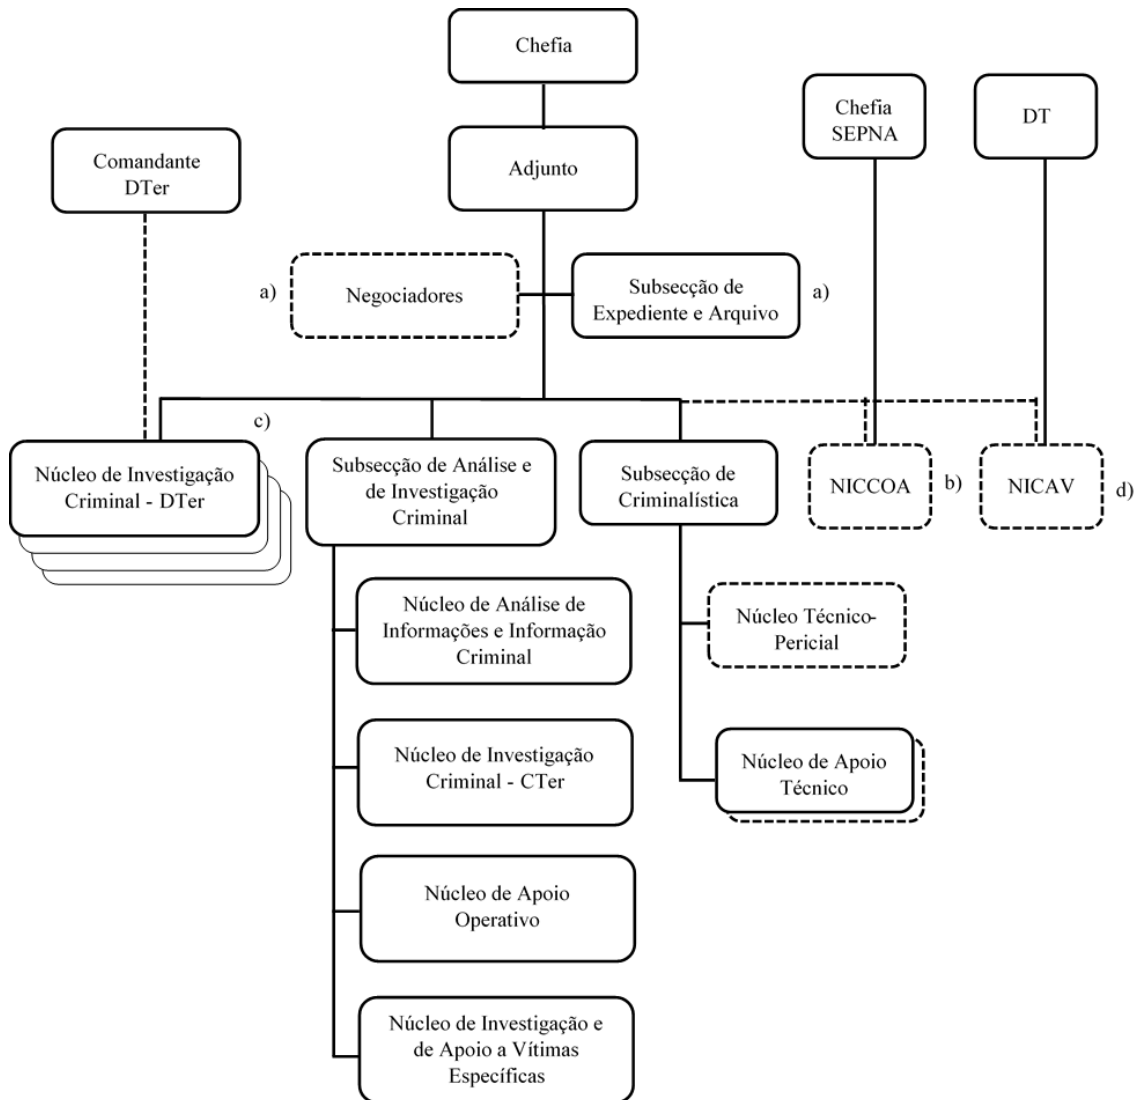 Chefia
Chefia
SEPNA
DT
Comandante
DTer
Adjunto
a)
Negociadores
Subsecção de
Expediente e Arquivo
a)
c)
Núcleo de Investigação
Criminal - DTer
Subsecção de Análise e
de Investigação
Criminal
Subsecção de
Criminalística
NICCOA
b)
NICAV
d)
Núcleo de Análise de
Informações e Informação
Criminal
Núcleo Técnico-
Pericial
Núcleo de Investigação
Criminal - CTer
Núcleo de Apoio
Técnico
Núcleo de Apoio
Operativo
Núcleo de Investigação e
de Apoio a Vítimas
Específicas